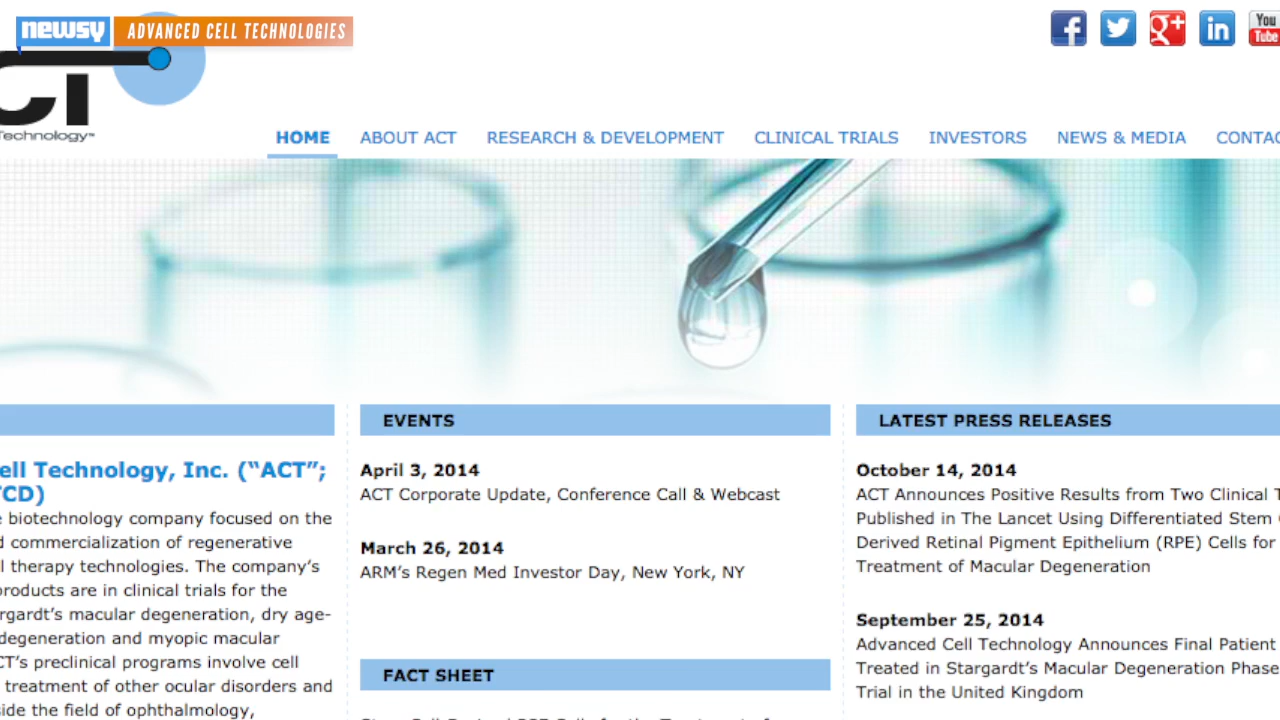 newsy ADVANCED CELL TECHNOLOGIES
You
Tube
Technology™
HOME ABOUT ACT RESEARCH & DEVELOPMENT CLINICAL TRIALS INVESTORS NEWS & MEDIA CONTAC
EVENTS
LATEST PRESS RELEASES
ell Technology, Inc. (“ACT”;
TCD)
e biotechnology company focused on the
d commercialization of regenerative
l therapy technologies. The company’s
products are in clinical trials for the
rgardt’s macular degeneration, dry age-
degeneration and myopic macular
CT’s preclinical programs involve cell
treatment of other ocular disorders and
side the field of ophthalmology,
April 3, 2014
ACT Corporate Update, Conference Call & Webcast
March 26, 2014
ARM’s Regen Med Investor Day, New York, NY
FACT SHEET
October 14, 2014
ACT Announces Positive Results from Two Clinical T
Published in The Lancet Using Differentiated Stem
Derived Retinal Pigment Epithelium (RPE) Cells for
Treatment of Macular Degeneration
September 25, 2014
Advanced Cell Technology Announces Final Patient
Treated in Stargardt’s Macular Degeneration Phase
Trial in the United Kingdom